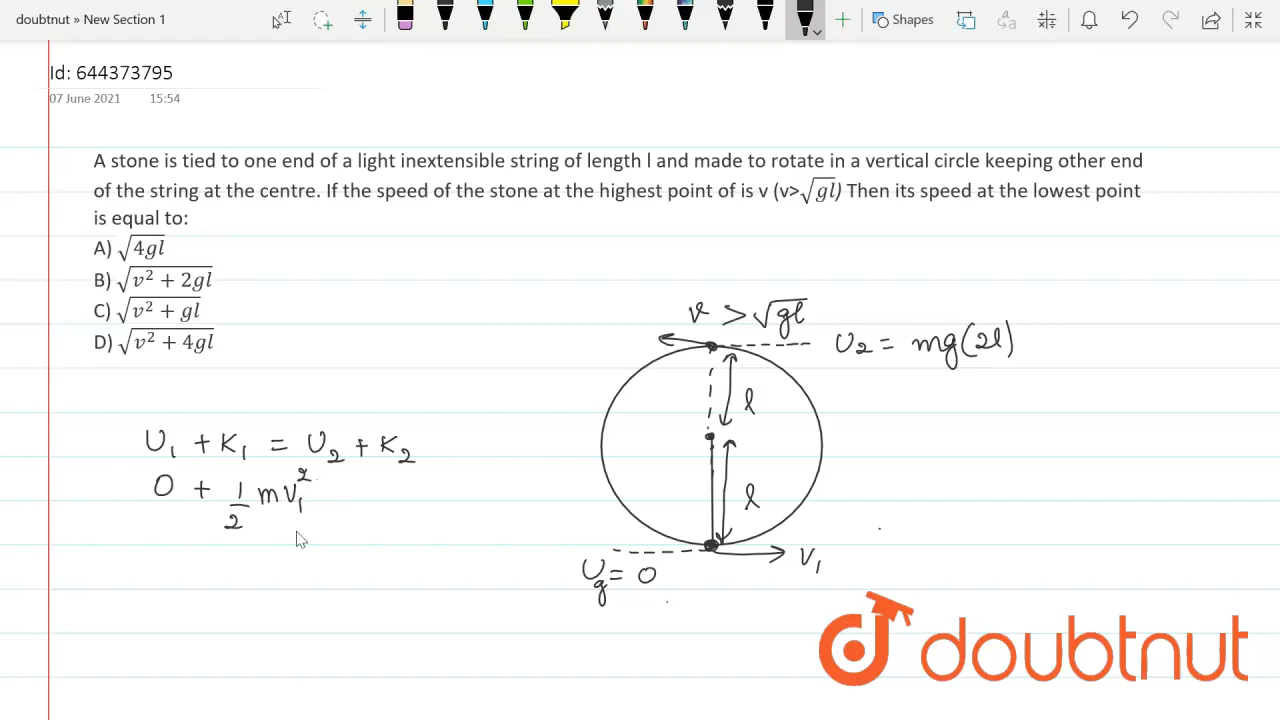 doubtnut » New Section 1
Shapes
Id: 644373795
07 June 2021 15:54
A stone is tied to one end of a light inextensible string of length l and made to rotate in a vertical circle keeping other end
of the string at the centre. If the speed of the stone at the highest point of is v (v>√gl) Then its speed at the lowest point
is equal to:
A) √4gl
B) √v² + 2gl
C) √v² + gl
D) √v² + 4gl
v > √gl
U₂ = mg(2l)
l
U₁ + K₁ = U₂ + K₂
0 + 1/2 mv₁²
l
V₁
Ug = 0
doubtnut